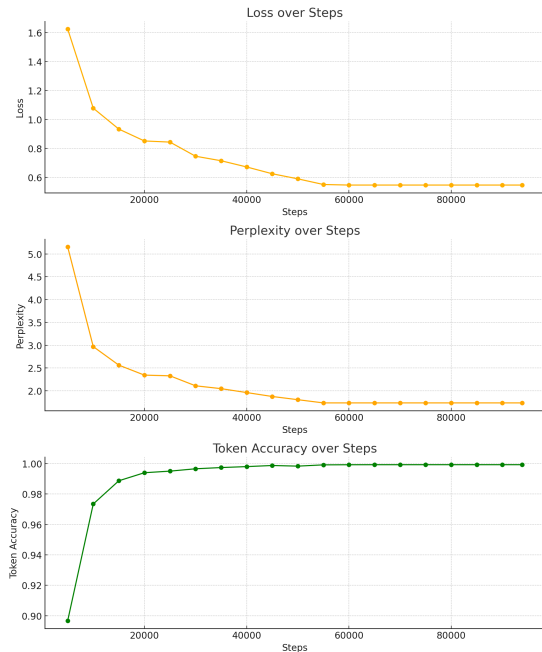 Loss over Steps
1.6
1.4
1.2
1.0
0.8
0.6
Loss
20000 40000 60000 80000
Steps
Perplexity over Steps
5.0
4.5
4.0
3.5
3.0
2.5
2.0
Perplexity
20000 40000 60000 80000
Steps
Token Accuracy over Steps
1.00
0.98
0.96
0.94
0.92
0.90
Token Accuracy
20000 40000 60000 80000
Steps